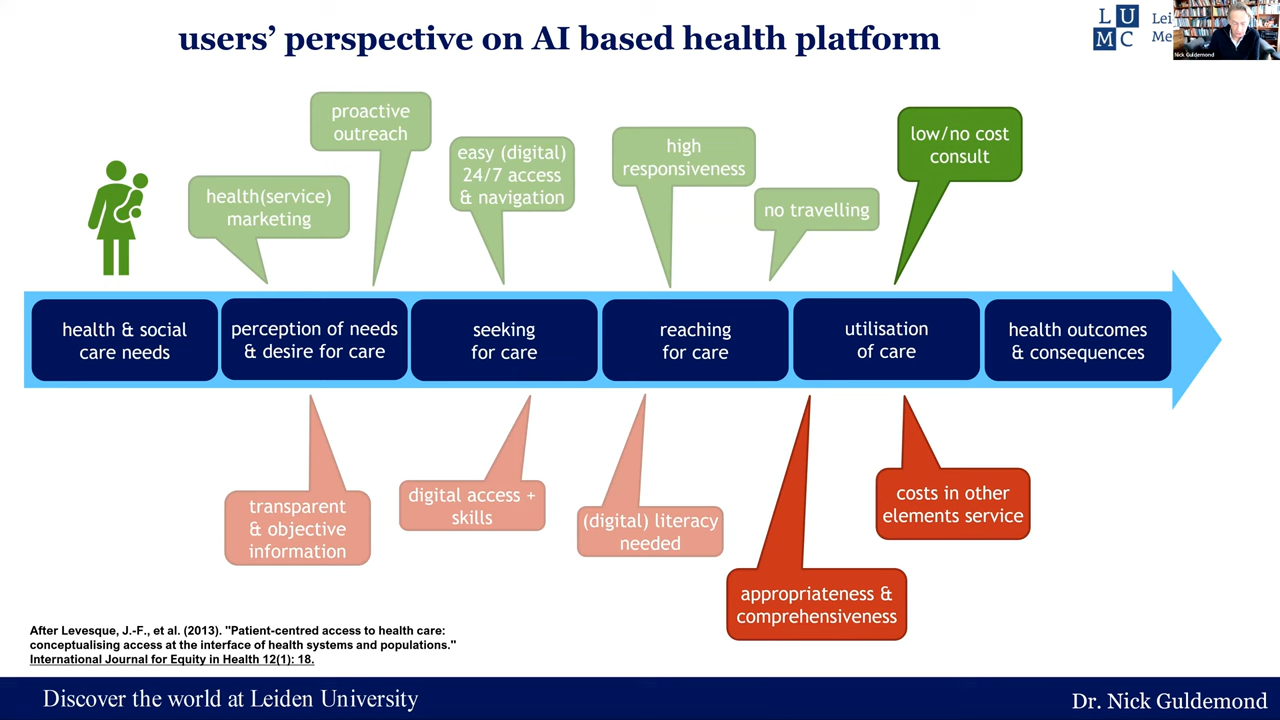 users' perspective on AI based health platform
L U
M C
Lei
Me
Nick Guldemond
proactive
outreach
low/no cost
consult
easy (digital)
24/7 access
& navigation
high
responsiveness
health(service)
marketing
no travelling
health & social
care needs
perception of needs
& desire for care
seeking
for care
reaching
for care
utilisation
of care
health outcomes
& consequences
transparent
& objective
information
digital access +
skills
(digital) literacy
needed
costs in other
elements service
appropriateness &
comprehensiveness
After Levesque, J.-F., et al. (2013). "Patient-centred access to health care:
conceptualising access at the interface of health systems and populations."
International Journal for Equity in Health 12(1): 18.
Discover the world at Leiden University
Dr. Nick Guldemond